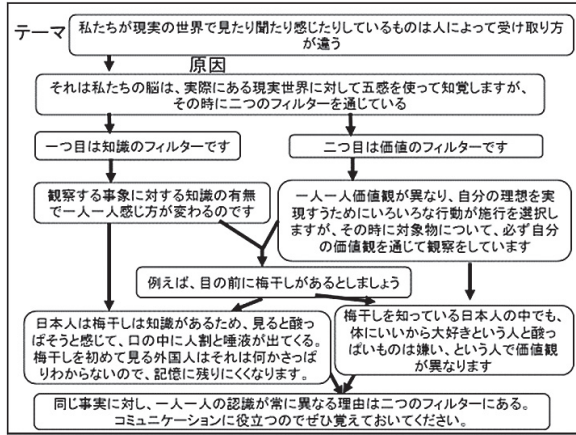 テーマ
私たちが現実の世界で見たり聞たり感じたりしているものは人によって受け取り方
が違う
原因
それは私たちの脳は、実際にある現実世界に対して五感を使って知覚しますが、
その時に二つのフィルターを通じている
一つ目は知識のフィルターです
二つ目は価値のフィルターです
観察する事象に対する知識の有無
で一人一人感じ方が変わるのです
一人一人価値観が異なり、自分の理想を実
現すうためにいろいろな行動が施行を選択し
ますが、その時に対象物について、必ず自分
の価値観を通じて観察をしています
例えば、目の前に梅干しがあるとしましょう
日本人は梅干しは知識があるため、見ると酸っ
ぱそうと感じて、口の中に人割と唾液が出てくる。
梅干しを初めて見る外国人はそれは何かさっぱ
りわからないので、記憶に残りにくくなります。
梅干しを知っている日本人の中でも、
体にいいから大好きという人と酸っ
ぱいものは嫌い、という人で価値観
が異なります
同じ事実に対し、一人一人の認識が常に異なる理由は二つのフィルターにある。
コミュニケーションに役立つのでぜひ覚えておいてください。